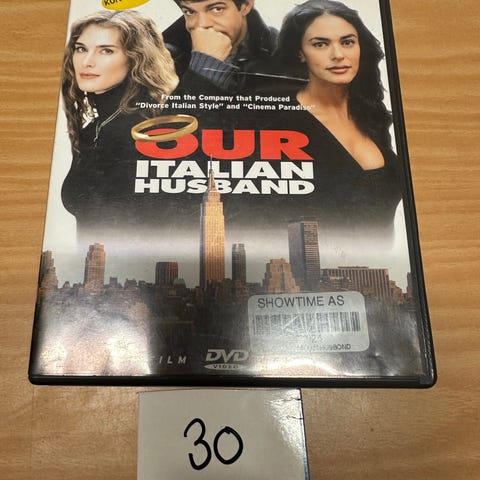 From the Company that Produced
"Divorce Italian Style" and "Cinema Paradiso"
OUR
ITALIAN
HUSBAND
SHOWTIME AS
FILM
DVD
VIDEO
30